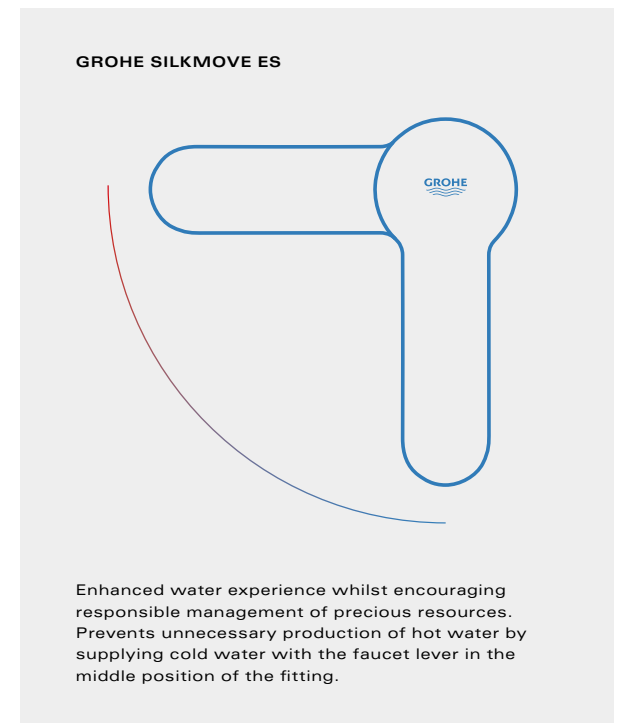 GROHE SILKMOVE ES
GROHE
Enhanced water experience whilst encouraging
responsible management of precious resources.
Prevents unnecessary production of hot water by
supplying cold water with the faucet lever in the
middle position of the fitting.